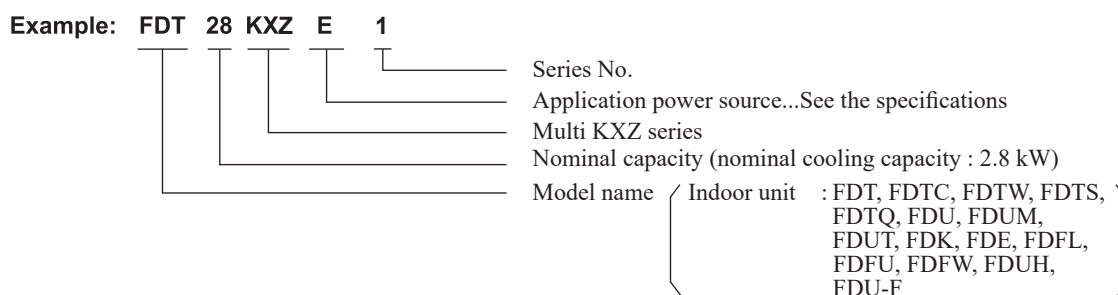 Example: FDT 28 KXZ E 1
Series No.
Application power source...See the specifications
Multi KXZ series
Nominal capacity (nominal cooling capacity : 2.8 kW)
Model name Indoor unit : FDT, FDTC, FDTW, FDTS,
FDTQ, FDU, FDUM,
FDUT, FDK, FDE, FDFL,
FDFU, FDFW, FDUH,
FDU-F